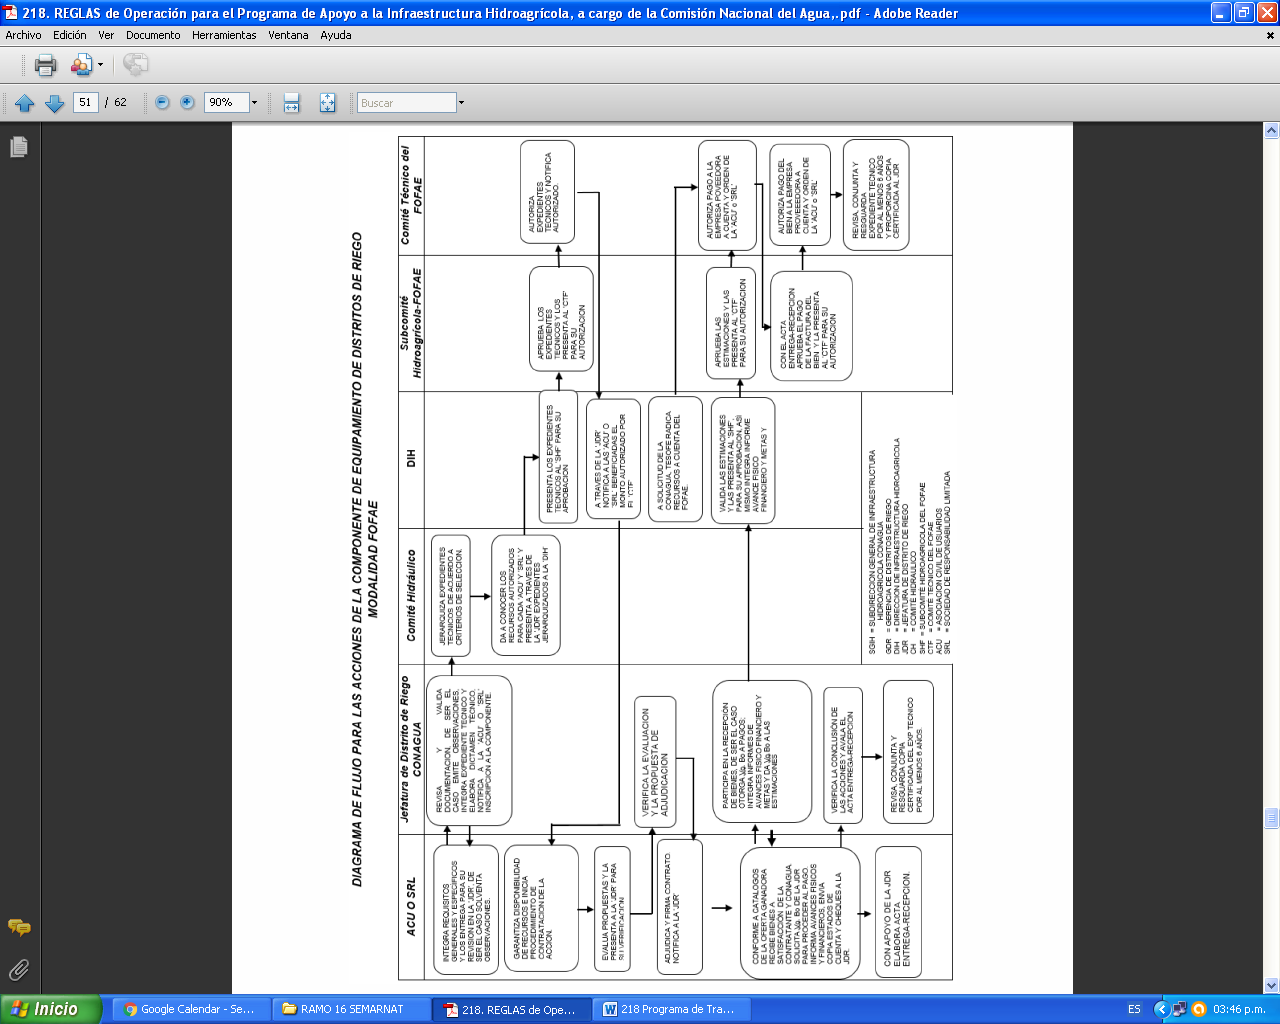 218. REGLAS de Operación para el Programa de Apoyo a la Infraestructura Hidroagrícola, a cargo de la Comisión Nacional del Agua,.pdf - Adobe Reader
Archivo Edición Ver Documento Herramientas Ventana Ayuda
51 / 62 90% Buscar
DIAGRAMA DE FLUJO PARA LAS ACCIONES DE LA COMPONENTE DE EQUIPAMIENTO DE DISTRITOS DE RIEGO
MODALIDAD FOFAE
ACU O SRL
Jefatura de Distrito de Riego
CONAGUA
Comité Hidráulico
DIH
Subcomité
Hidroagrícola-FOFAE
Comité Técnico del
FOFAE
INTEGRA REQUISITOS
GENERALES Y ESPECIFICOS
Y LOS ENTREGA PARA SU
REVISION EN LA 'JDR'. DE
SER EL CASO SOLVENTA
OBSERVACIONES.
REVISA Y VALIDA
DOCUMENTACION, DE SER EL
CASO EMITE OBSERVACIONES,
INTEGRA EXPEDIENTE TECNICO Y
ELABORA DICTAMEN TECNICO.
NOTIFICA A LA 'ACU' O 'SRL'
INSCRIPCION A LA COMPONENTE.
JERARQUIZA EXPEDIENTES
TECNICOS DE ACUERDO A
CRITERIOS DE SELECCION.
DA A CONOCER LOS
RECURSOS AUTORIZADOS
PARA CADA 'ACU' Y 'SRL' Y
PRESENTA A TRAVES DE
LA 'JDR' EXPEDIENTES
JERARQUIZADOS A LA 'DIH'
PRESENTA LOS EXPEDIENTES
TECNICOS AL 'SHF' PARA SU
APROBACION
APRUEBA LOS
EXPEDIENTES
TECNICOS Y LOS
PRESENTA AL 'CTF'
PARA SU
AUTORIZACION
AUTORIZA
EXPEDIENTES
TECNICOS Y NOTIFICA
AUTORIZADO.
A TRAVES DE LA 'JDR'
NOTIFICA A LAS 'ACU' O
'SRL' BENEFICIADAS EL
MONTO AUTORIZADO POR
EL 'CTF'
GARANTIZA DISPONIBILIDAD
DE RECURSOS E INICIA
PROCEDIMIENTO DE
CONTRATACION DE LA
ACCION.
EVALUA PROPUESTAS Y LA
PRESENTA A LA 'JDR' PARA
SU VERIFICACION
VERIFICA LA EVALUACION
Y LA PROPUESTA DE
ADJUDICACION
ADJUDICA Y FIRMA CONTRATO.
NOTIFICA A LTE 'JDR'
A SOLICITUD DE LA
CONAGUA, TESOFE RADICA
RECURSOS A CUENTA DEL
FOFAE.
AUTORIZA PAGO A LA
EMPRESA POVEEDORA
A CUENTA Y ORDEN DE
LA 'ACU' o 'SRL'
CONFORME A CATALOGOS
DE LA OFERTA GANADORA
RECIBE BIENES A
SATISFACCIÓN DE LA
CONTRATANTE Y CONAGUA.
SOLICITA Vo. Bo DE LA JDR
PARA PROCEDER AL PAGO.
INFORMA AVANCES FISICOS
Y FINANCIEROS, ENVIA
COPIA ESTADOS DE
CUENTA Y CHEQUES A LA
JDR.
PARTICIPA EN LA RECEPCION
DE BIENES, DE SER EL CASO
OTORGA Vo. Bo A PAGOS,
INTEGRA INFORMES DE
AVANCES FISICO FINANCIERO Y
METAS Y DA Vo Bo A LAS
ESTIMACIONES
VALIDA LAS ESTIMACIONES
Y LAS PRESENTA AL 'SHF',
PARA SU APROBACION, ASÍ
MISMO INTEGRA INFORME
AVANCE FISICO
FINANCIERO Y METAS Y
APRUEBA LAS
ESTIMACIONES Y LAS
PRESENTA AL 'CTF'
PARA SU AUTORIZACION
CON EL ACTA
ENTREGA-RECEPCION
APRUEBA EL PAGO
DE LA FACTURA DEL
BIEN Y LA PRESENTA
AL 'CTF' PARA SU
AUTORIZACION
AUTORIZA PAGO DEL
BIEN A LA EMPRESA
PROVEEEDORA A
CUENTA Y ORDEN DE
LA 'ACU' o 'SRL'
REVISA, CONJUNTA Y
RESGUARDA
EXPEDIENTE TECNICO
POR AL MENOS 6 AÑOS
Y PROPORCINA COPIA
CERTIFICADA AL JDR
VERIFICA LA CONCLUSIÓN DE
LAS ACCIONES Y AVALA EL
ACTA ENTREGA-RECEPCIÓN
REVISA, CONJUNTA Y
RESGUARDA COPIA
CERTIFICADA DEL EXP TECNICO
POR AL MENOS 6 AÑOS.
CON APOYO DE LA JDR
ELABORA ACTA
ENTREGA-RECEPCION.
SGIH = SUBDIRECCION GENERAL DE INFRAESTRUCTURA
HIDROAGRICOLA CONAGUA
GDR = GERENCIA DE DISTRITOS DE RIEGO
DIH = DIRECCION DE INFRAESTRUCTURA HIDROAGRICOLA
JDR = JEFATURA DE DISTRITO DE RIEGO
CH = COMITÉ HIDRAULICO
SHF = SUBCOMITÉ HIDROAGRICOLA DEL FOFAE
CTF = COMITE TECNICO DEL FOFAE
ACU = ASOCIACION CIVIL DE USUARIOS
SRL = SOCIEDAD DE RESPONSABILIDAD LIMITADA
Inicio
Google Calendar - Se...
RAMO 16 SEMARNAT
218. REGLAS de Ope...
218 Programa de Tra...
ES
03:46 p.m.